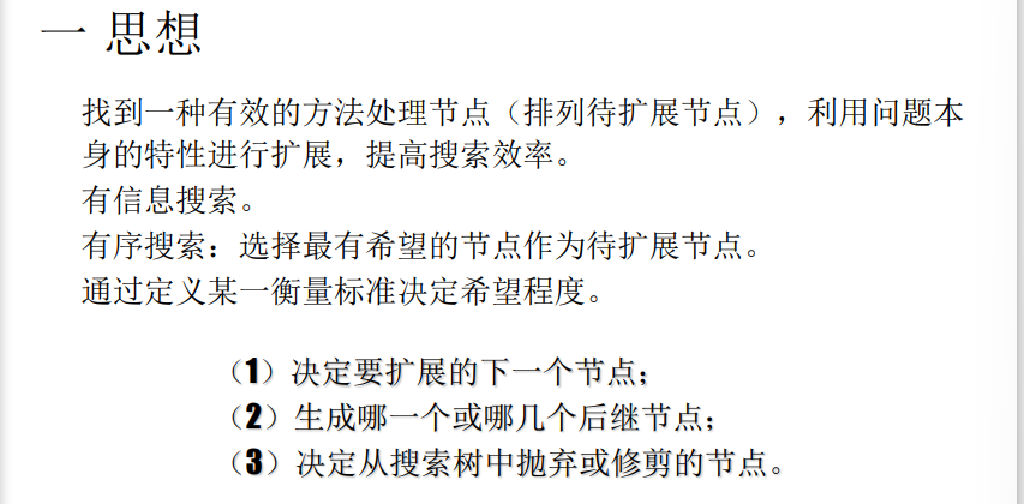 一 思想
找到一种有效的方法处理节点（排列待扩展节点），利用问题本
身的特性进行扩展，提高搜索效率。
有信息搜索。
有序搜索：选择最有希望的节点作为待扩展节点。
通过定义某一衡量标准决定希望程度。
（1）决定要扩展的下一个节点；
（2）生成哪一个或哪几个后继节点；
（3）决定从搜索树中抛弃或修剪的节点。